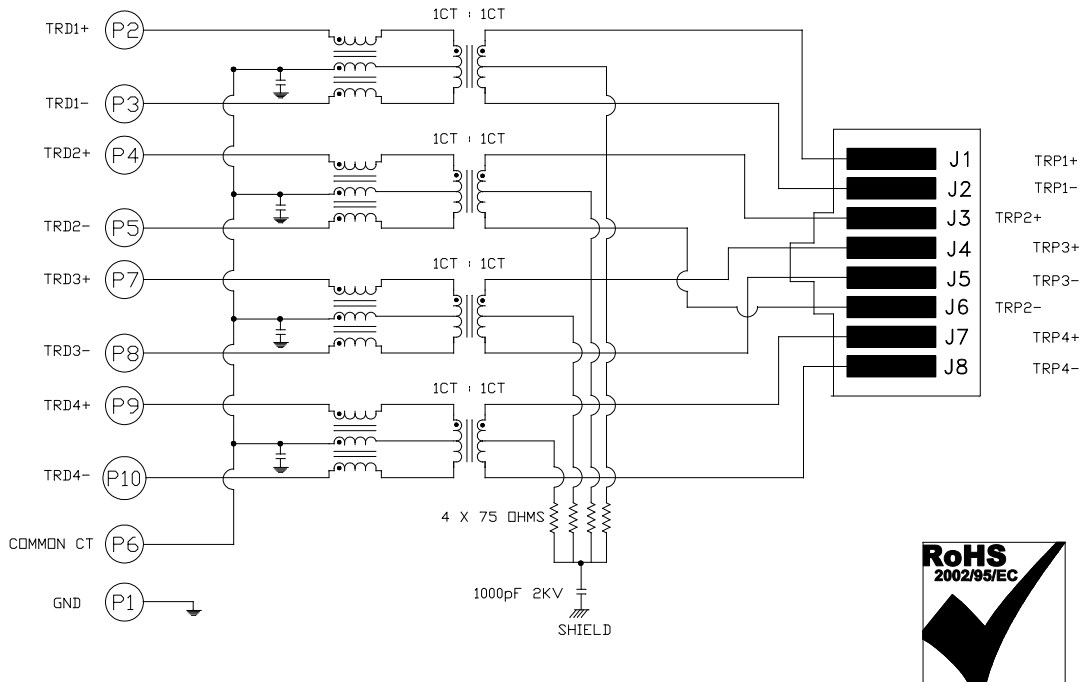 1CT : 1CT
TRD1+ P2
TRD1- P3
TRD2+ P4
1CT : 1CT
TRD2- P5
TRD3+ P7
1CT : 1CT
TRD3- P8
TRD4+ P9
1CT : 1CT
TRD4- P10
COMMON CT P6
GND P1
4 X 75 OHMS
1000pF 2KV
SHIELD
J1 TRP1+
J2 TRP1-
J3 TRP2+
J4 TRP3+
J5 TRP3-
J6 TRP2-
J7 TRP4+
J8 TRP4-
RoHS
2002/95/EC